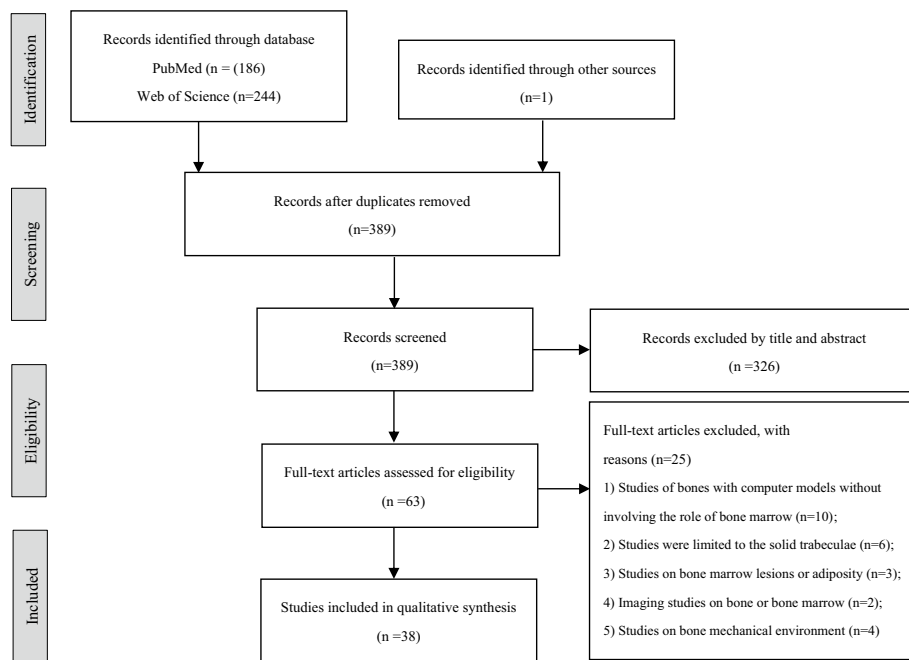 Identification
Records identified through database
PubMed (n = (186)
Web of Science (n=244)
Records identified through other sources
(n=1)
Screening
Records after duplicates removed
(n=389)
Records screened
(n=389)
Records excluded by title and abstract
(n =326)
Eligibility
Full-text articles assessed for eligibility
(n =63)
Full-text articles excluded, with
reasons (n=25)
1) Studies of bones with computer models without
involving the role of bone marrow (n=10);
2) Studies were limited to the solid trabeculae (n=6);
3) Studies on bone marrow lesions or adiposity (n=3);
4) Imaging studies on bone or bone marrow (n=2);
5) Studies on bone mechanical environment (n=4)
Included
Studies included in qualitative synthesis
(n =38)